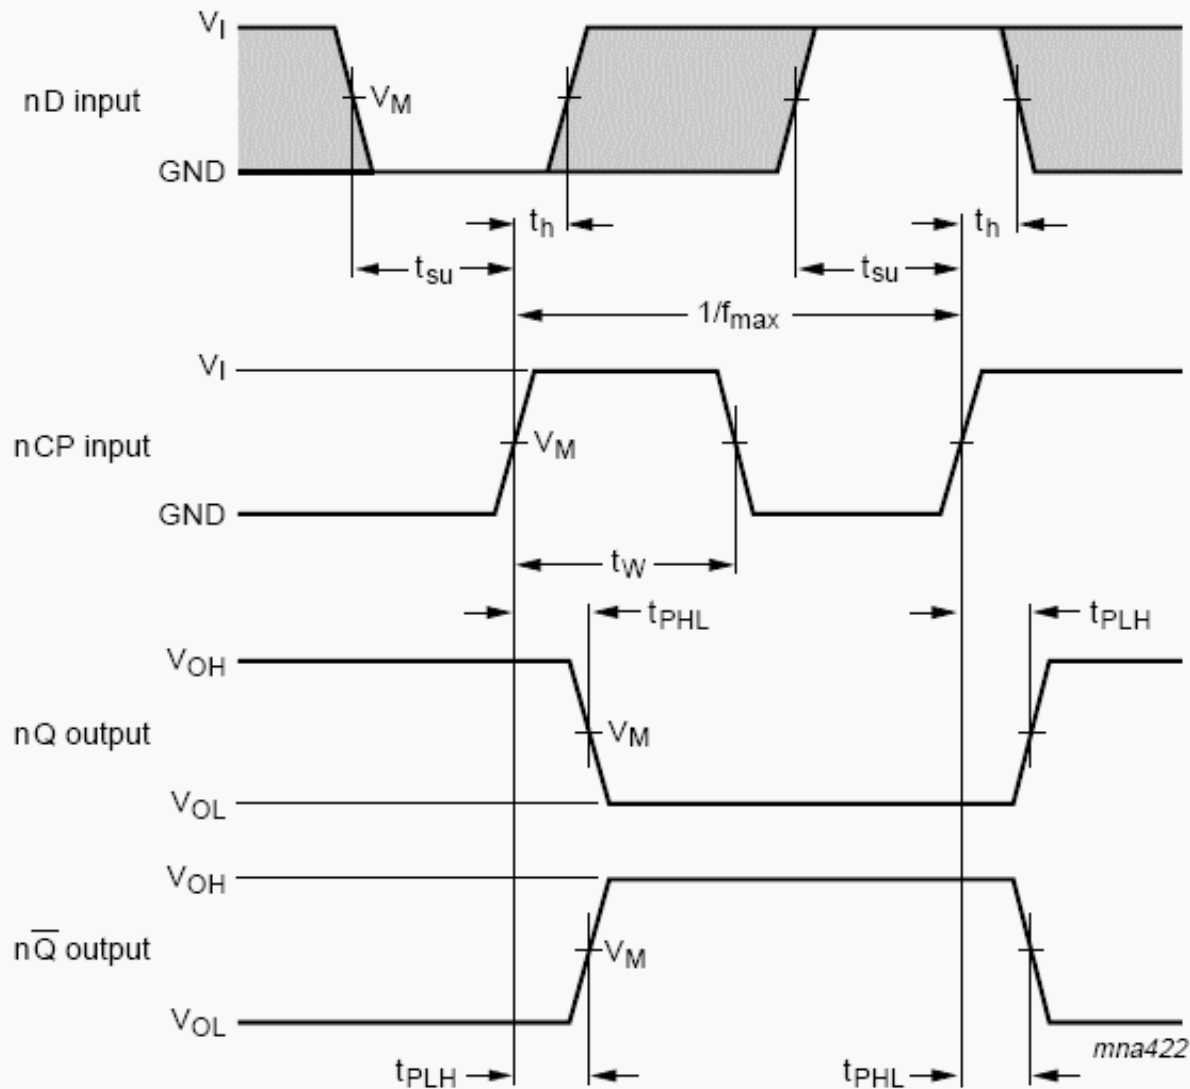 VI
nD input
VM
GND
th
th
tsu
tsu
1/fmax
VI
nCP input
VM
GND
tW
tPHL
tPLH
VOH
nQ output
VM
VOL
VOH
nQ̅ output
VM
VOL
mna422
tPLH
tPHL